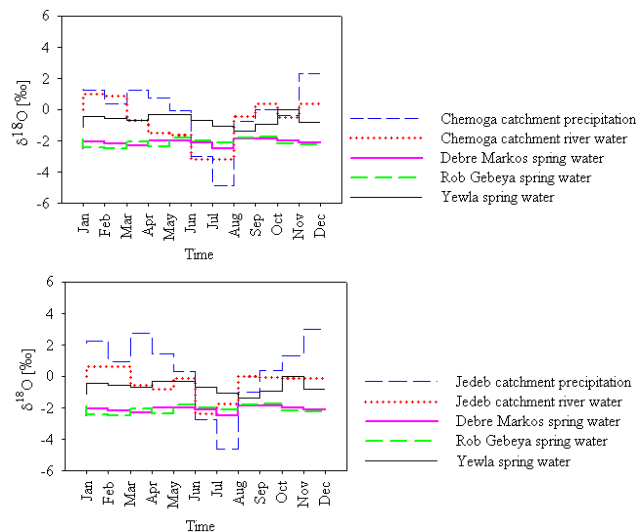 6
4
2
0
-2
-4
-6
δ18O [‰]
Jan
Feb
Mar
Apr
May
Jun
Jul
Aug
Sep
Oct
Nov
Dec
Time
Chemoga catchment precipitation
Chemoga catchment river water
Debre Markos spring water
Rob Gebeya spring water
Yewla spring water
6
4
2
0
-2
-4
-6
δ18O [‰]
Jan
Feb
Mar
Apr
May
Jun
Jul
Aug
Sep
Oct
Nov
Dec
Time
Jedeb catchment precipitation
Jedeb catchment river water
Debre Markos spring water
Rob Gebeya spring water
Yewla spring water